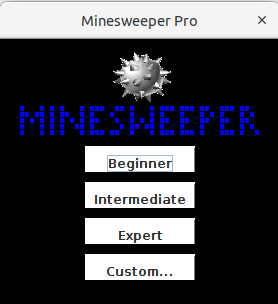 Minesweeper Pro
MINESWEEPER
Beginner
Intermediate
Expert
Custom...